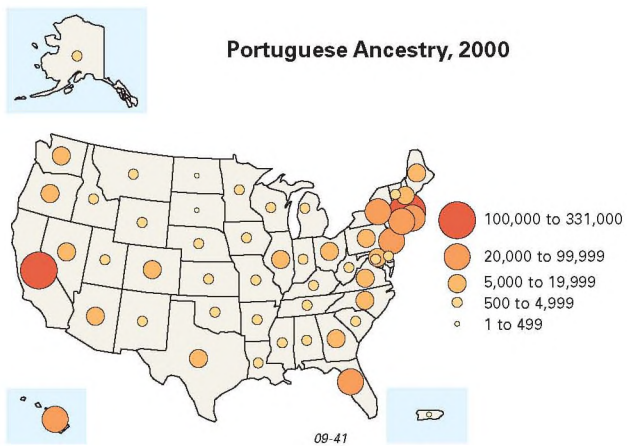 Portuguese Ancestry, 2000
100,000 to 331,000
20,000 to 99,999
5,000 to 19,999
500 to 4,999
1 to 499
09-41